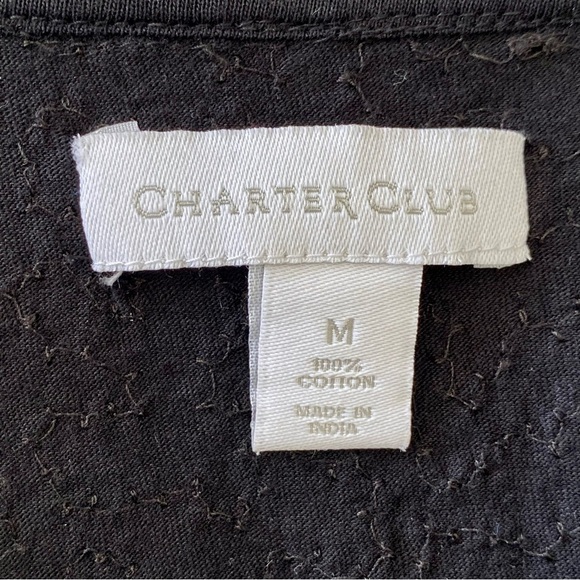 CHARTER CLUB
M
100%
COTTON
MADE IN
INDIA